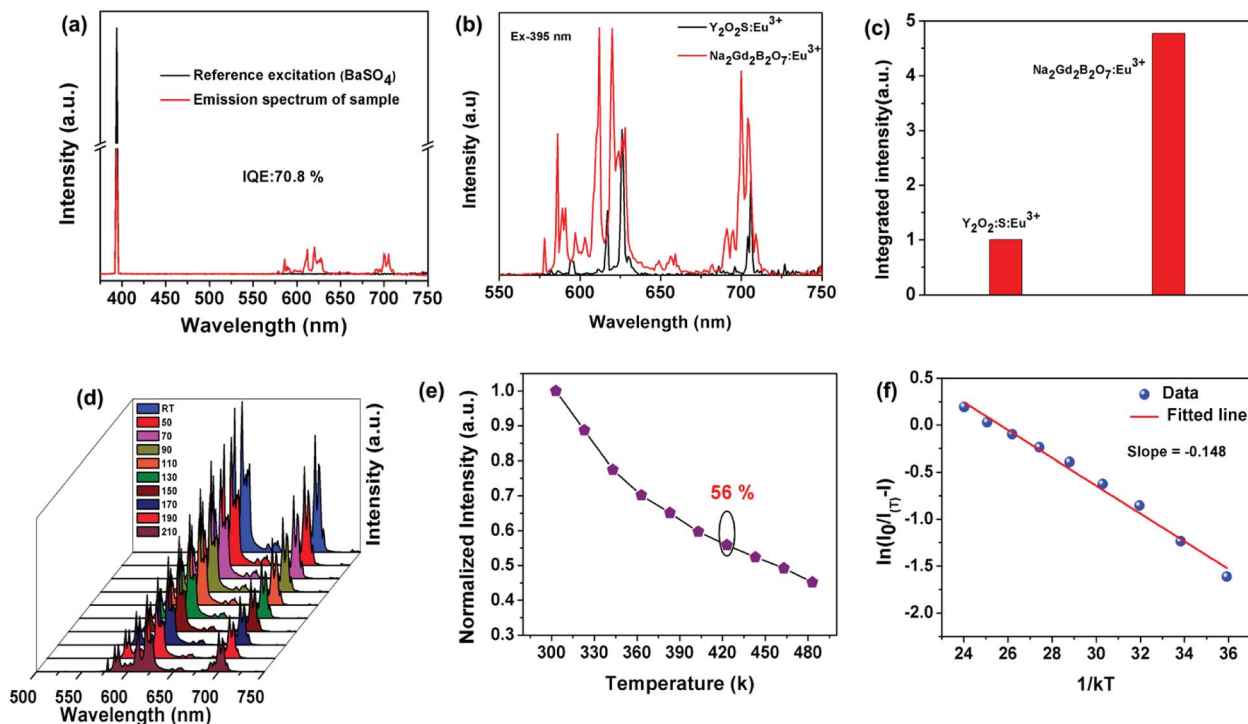 (a)
Reference excitation (BaSO4)
Emission spectrum of sample
IQE:70.8 %
Intensity (a.u.)
400 450 500 550 600 650 700 750
Wavelength (nm)
(b)
Ex-395 nm
Y2O2S:Eu3+
Na2Gd2B2O7:Eu3+
Intensity (a.u)
550 600 650 700 750
Wavelength (nm)
(c)
5
4
3
2
1
0
Integrated intensity(a.u.)
Y2O2:S:Eu3+
Na2Gd2B2O7:Eu3+
(d)
RT
50
70
90
110
130
150
170
190
210
Intensity (a.u.)
500 550 600 650 700 750
Wavelength (nm)
(e)
1.0
0.9
0.8
0.7
0.6
0.5
0.4
0.3
Normalized Intensity (a.u.)
56 %
300 330 360 390 420 450 480
Temperature (k)
(f)
0.5
0.0
-0.5
-1.0
-1.5
-2.0
ln(I0/I(T)-I)
Data
Fitted line
Slope = -0.148
24 26 28 30 32 34 36
1/kT